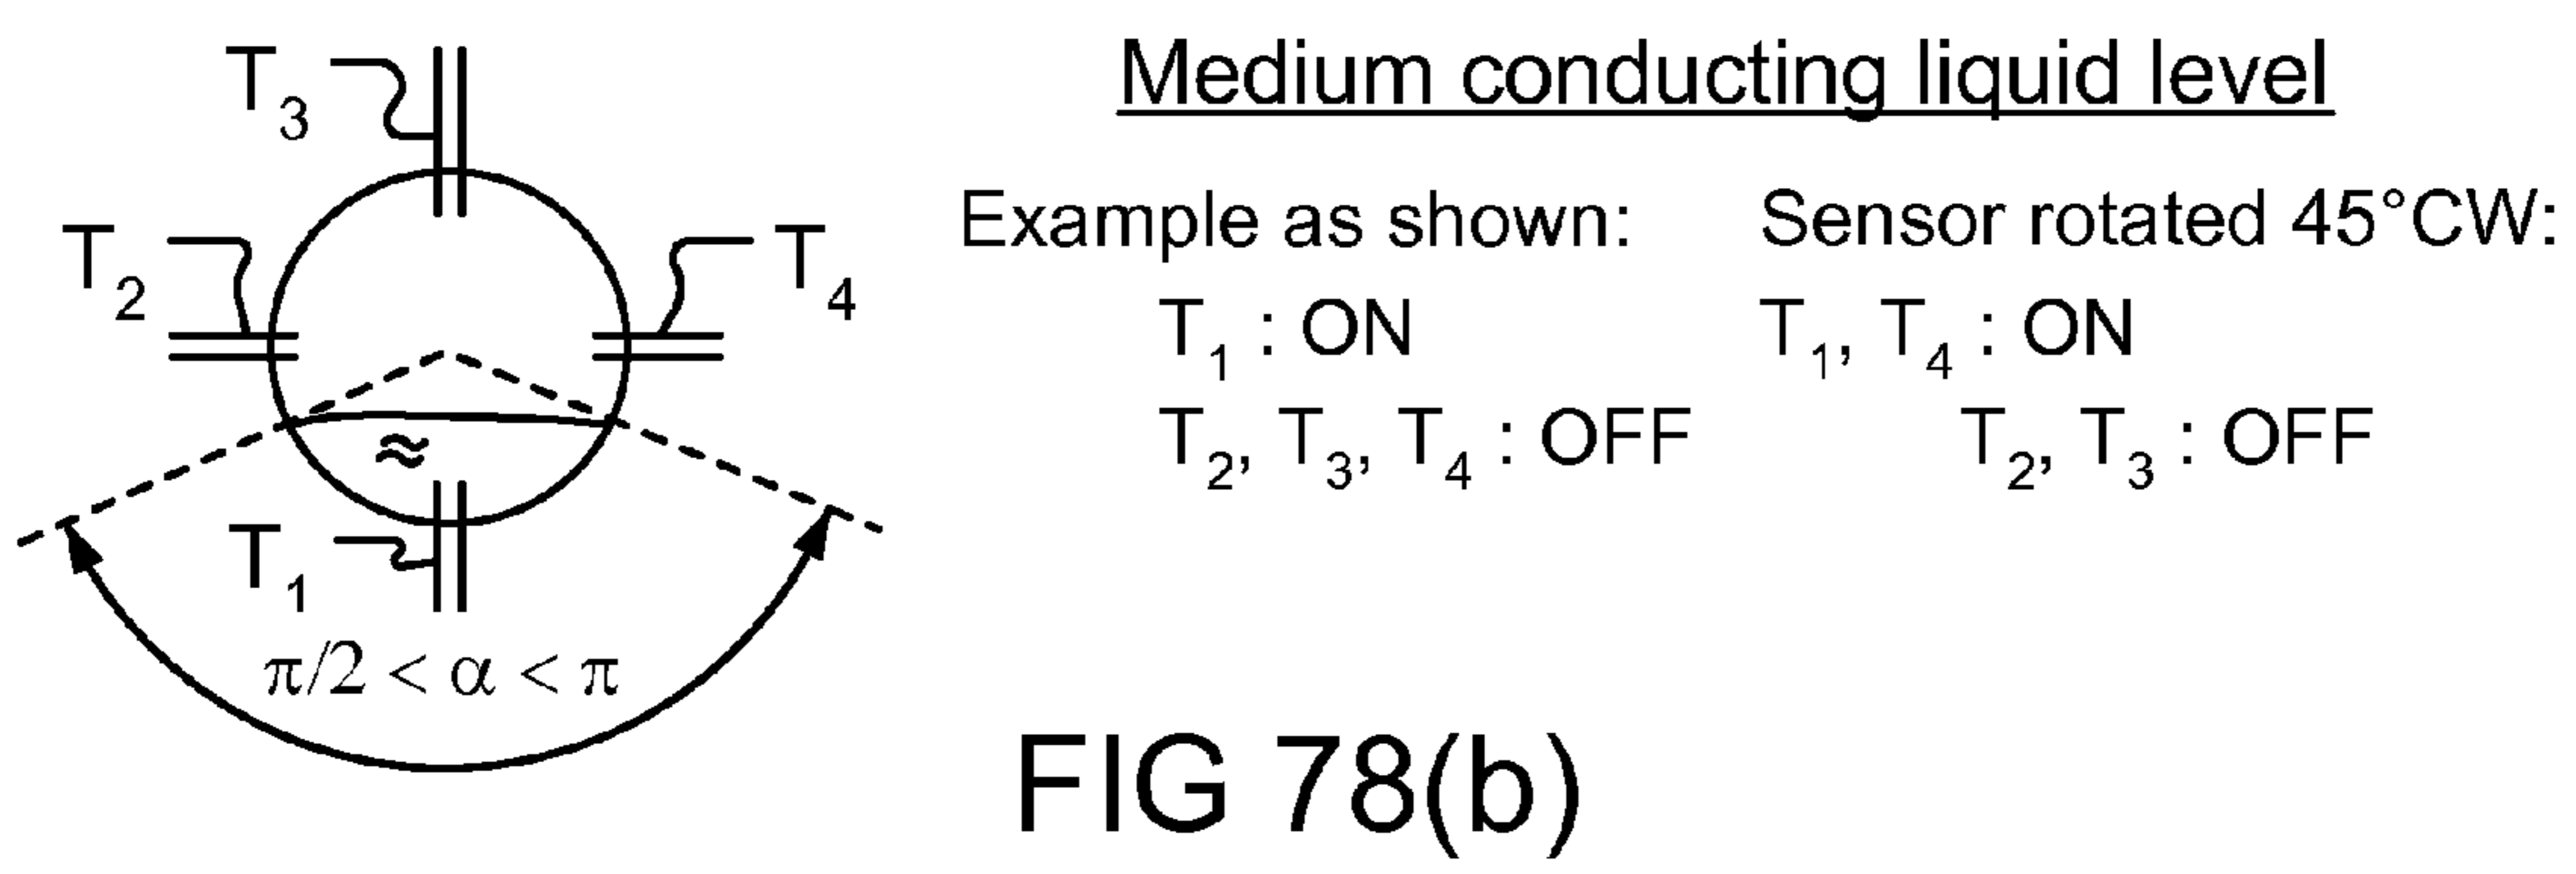 Medium conducting liquid level
T3
T2
T4
Example as shown:
Sensor rotated 45°CW:
T1 : ON
T1, T4 : ON
T2, T3, T4 : OFF
T2, T3 : OFF
≈
T1
π/2 < α < π
FIG 78(b)